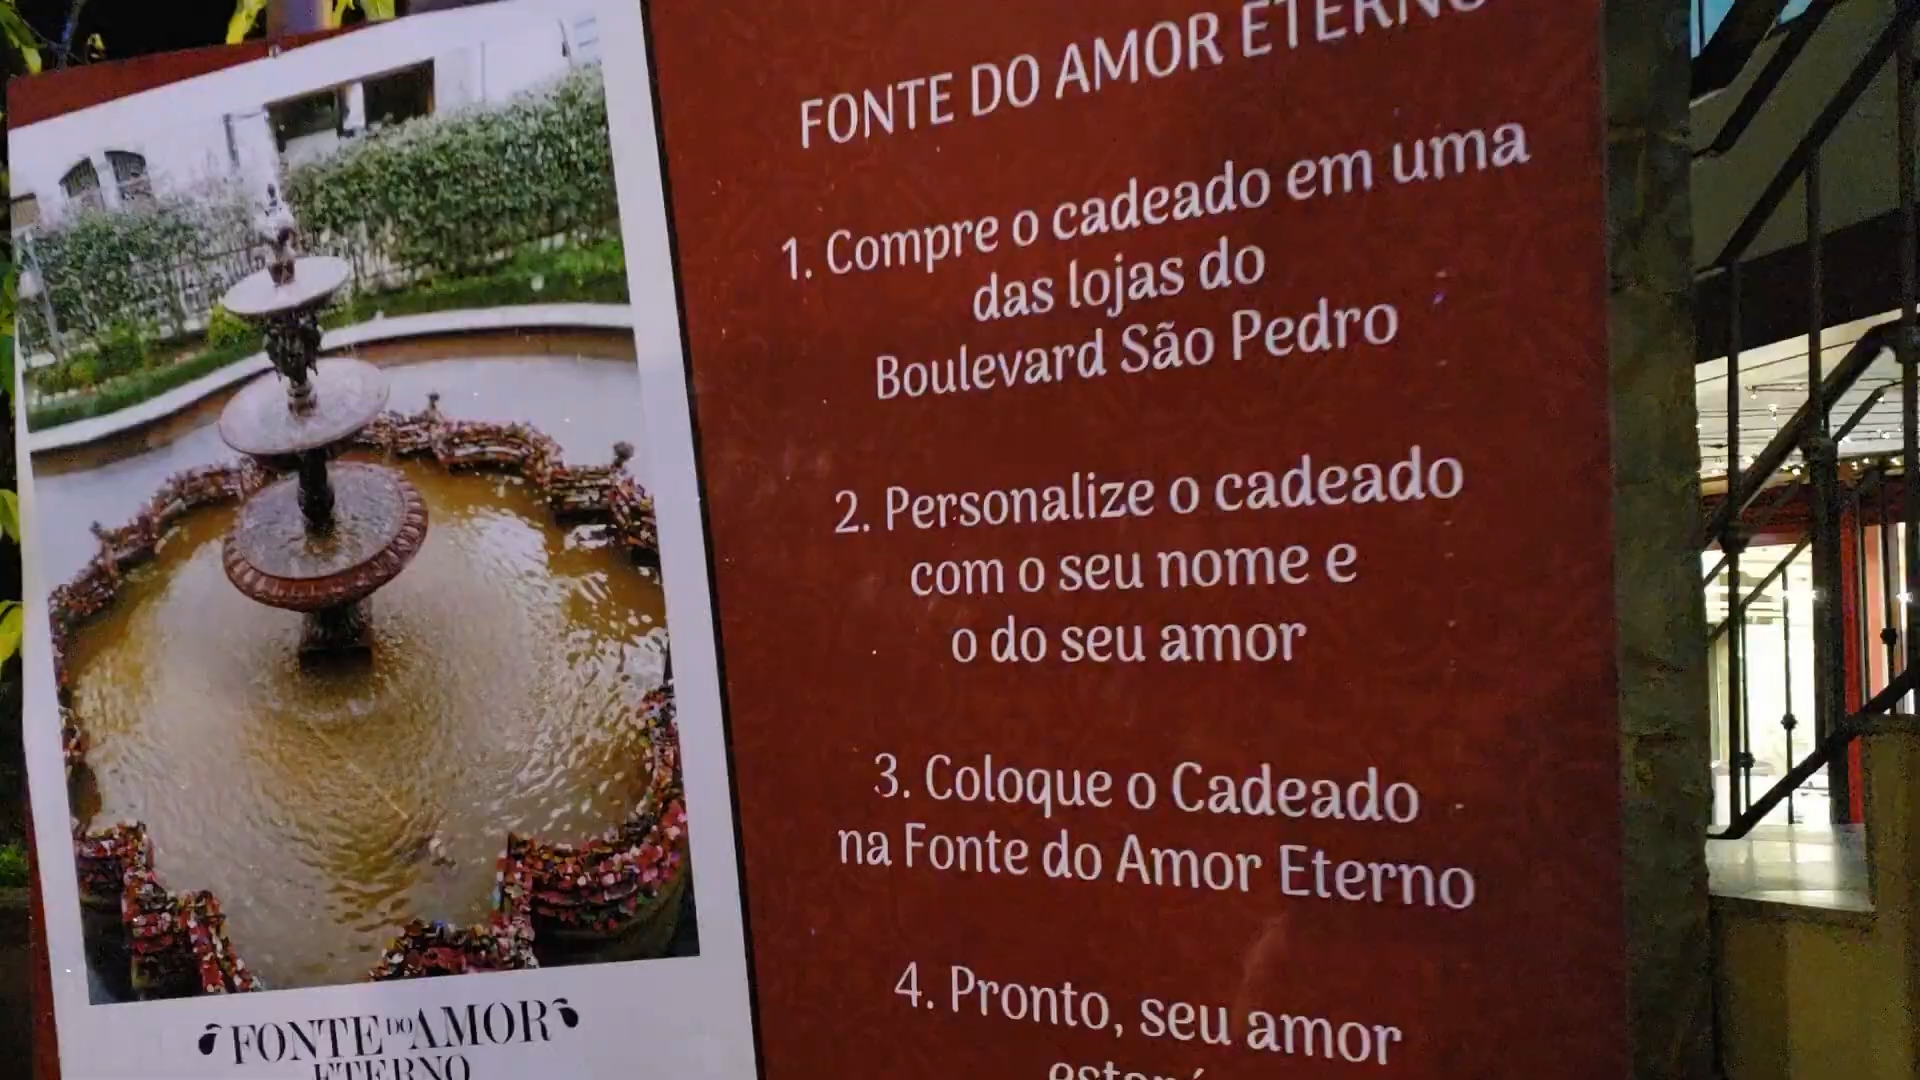 FONTE DO AMOR ETERNO
1. Compre o cadeado em uma
das lojas do
Boulevard São Pedro
2. Personalize o cadeado
com o seu nome e
o do seu amor
3. Coloque o Cadeado
na Fonte do Amor Eterno
4. Pronto, seu amor
estará
FONTE DO AMOR
ETERNO